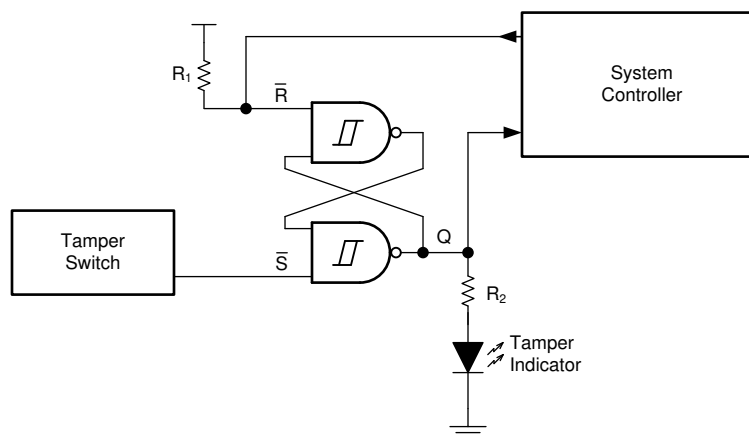 R1
R̅
System
Controller
Tamper
Switch
S̅
Q
R2
Tamper
Indicator